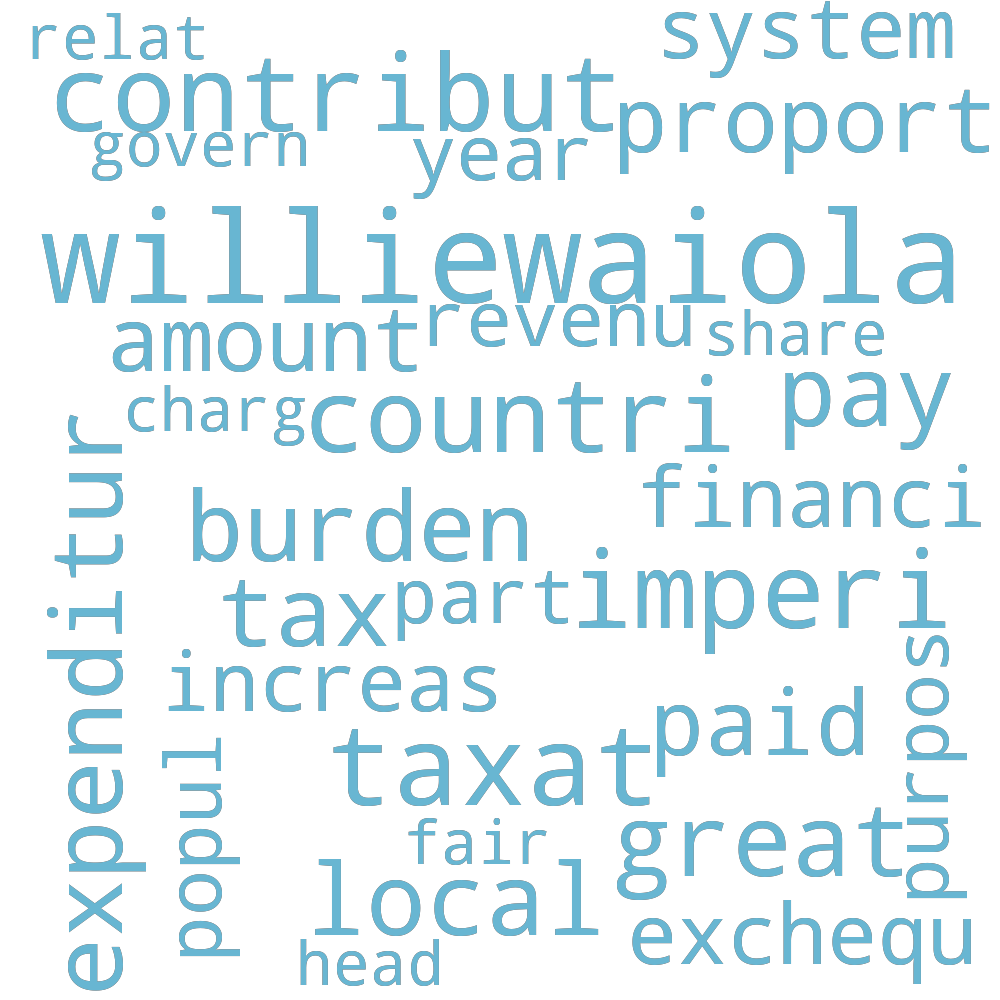 relat
system
contribut
proport
govern
year
williewaiola
amount
revenu
share
charg
countri
pay
expenditur
burden
financi
tax
part
imperi
increas
purpos
popul
taxat
paid
fair
great
local
exchequ
head